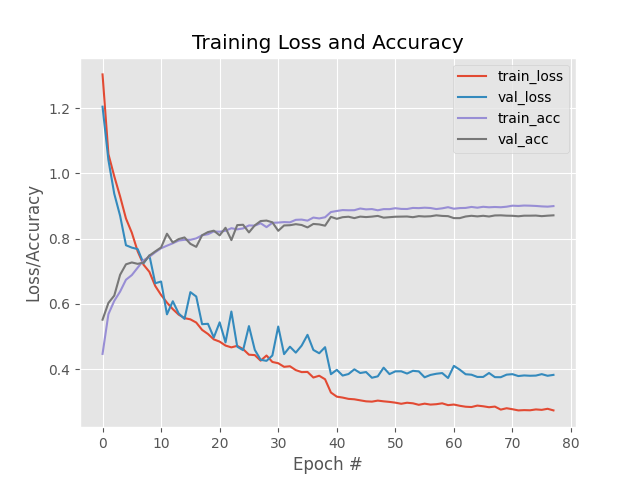 Training Loss and Accuracy
train_loss
val_loss
train_acc
val_acc
Loss/Accuracy
1.2
1.0
0.8
0.6
0.4
0 10 20 30 40 50 60 70 80
Epoch #